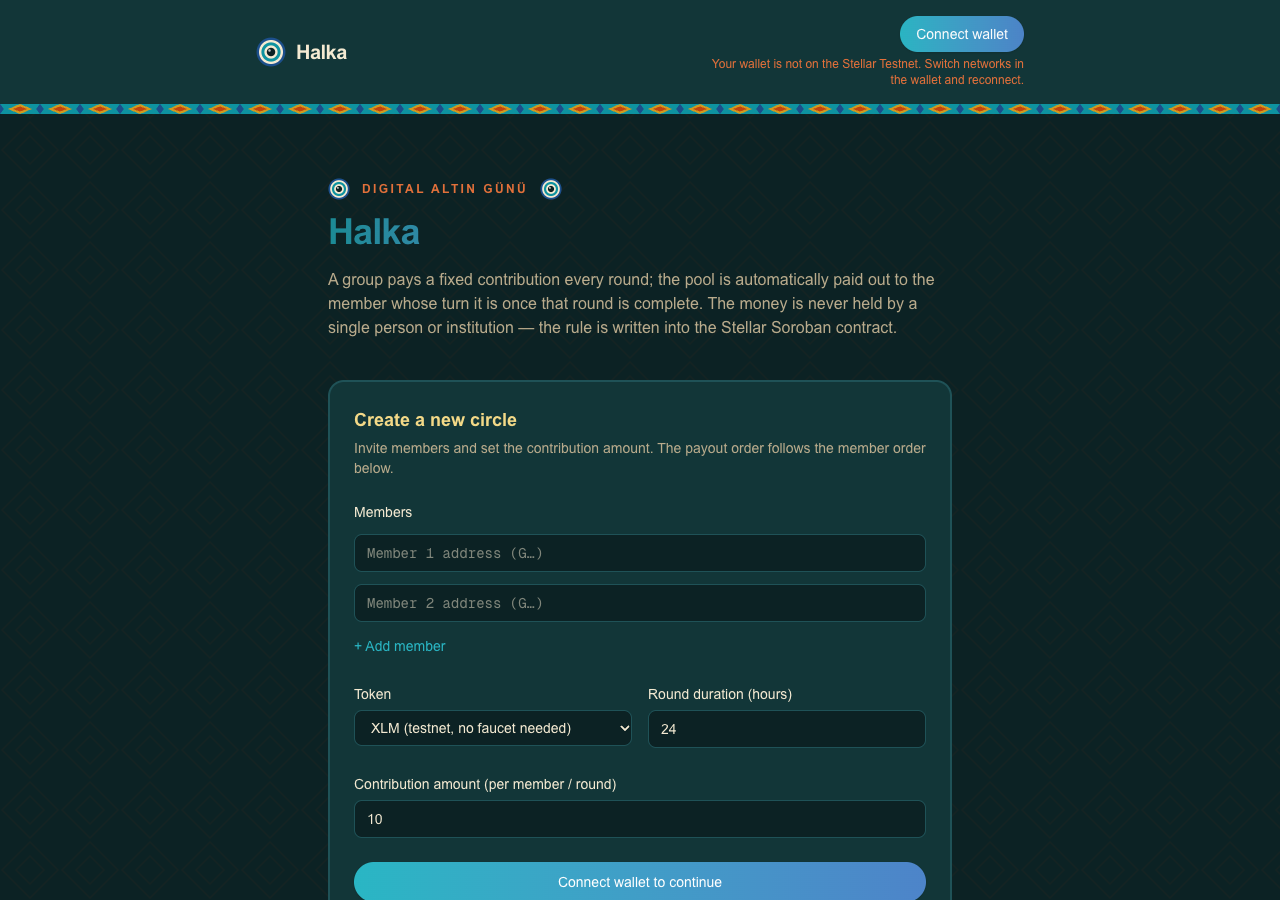 Halka
Connect wallet
Your wallet is not on the Stellar Testnet. Switch networks in
the wallet and reconnect.
DIGITAL ALTIN GÜNÜ
Halka
A group pays a fixed contribution every round; the pool is automatically paid out to the
member whose turn it is once that round is complete. The money is never held by a
single person or institution — the rule is written into the Stellar Soroban contract.
Create a new circle
Invite members and set the contribution amount. The payout order follows the member order
below.
Members
Member 1 address (G…)
Member 2 address (G…)
+ Add member
Token
Round duration (hours)
XLM (testnet, no faucet needed)
24
Contribution amount (per member / round)
10
Connect wallet to continue